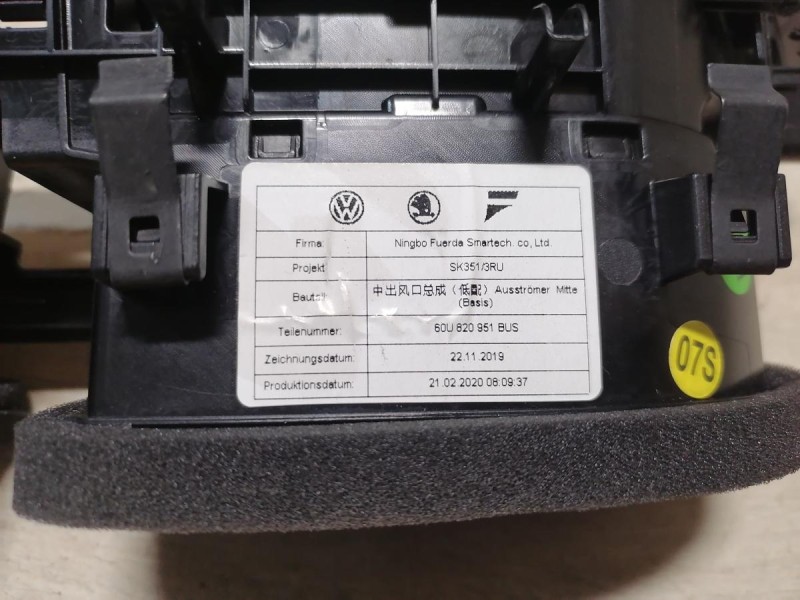 Firma: Ningbo Fuerda Smartech. co, Ltd.
Projekt SK351/3RU
Bauteil 中出风口总成（低配）Ausströmer Mitte
(Basis)
Teilenummer: 60U 820 951 BUS
Zeichnungsdatum: 22.11.2019
Produktionsdatum: 21.02.2020 06:09:37
07S